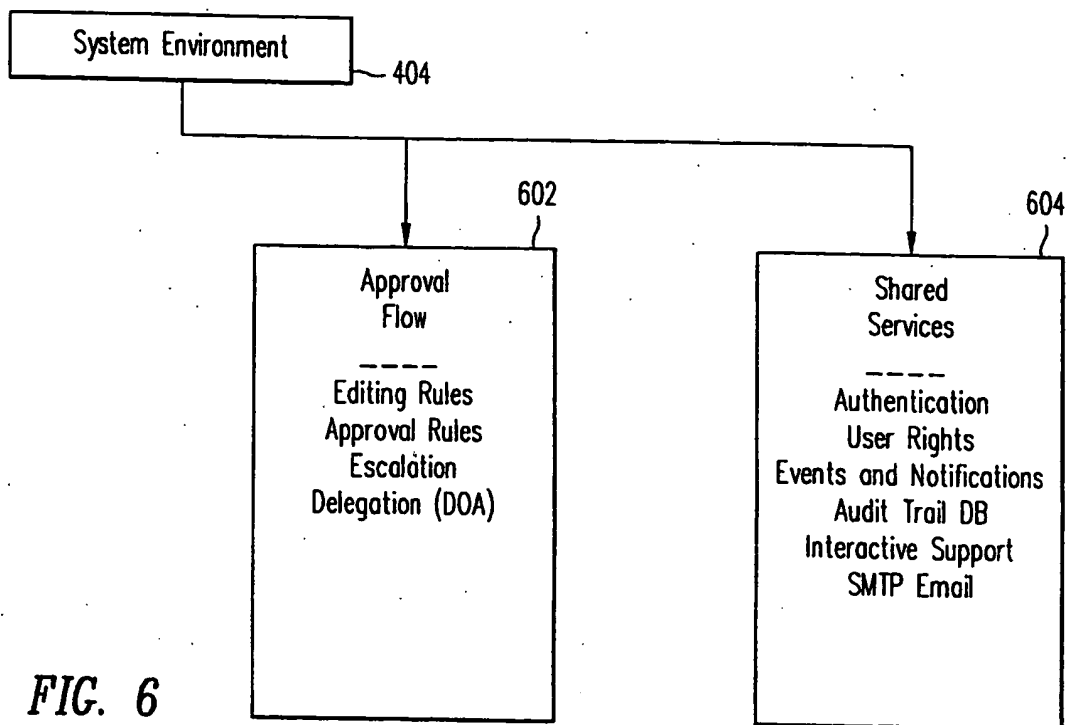 System Environment
404
602
604
Approval
Flow
Editing Rules
Approval Rules
Escalation
Delegation (DOA)
Shared
Services
Authentication
User Rights
Events and Notifications
Audit Trail DB
Interactive Support
SMTP Email
FIG. 6